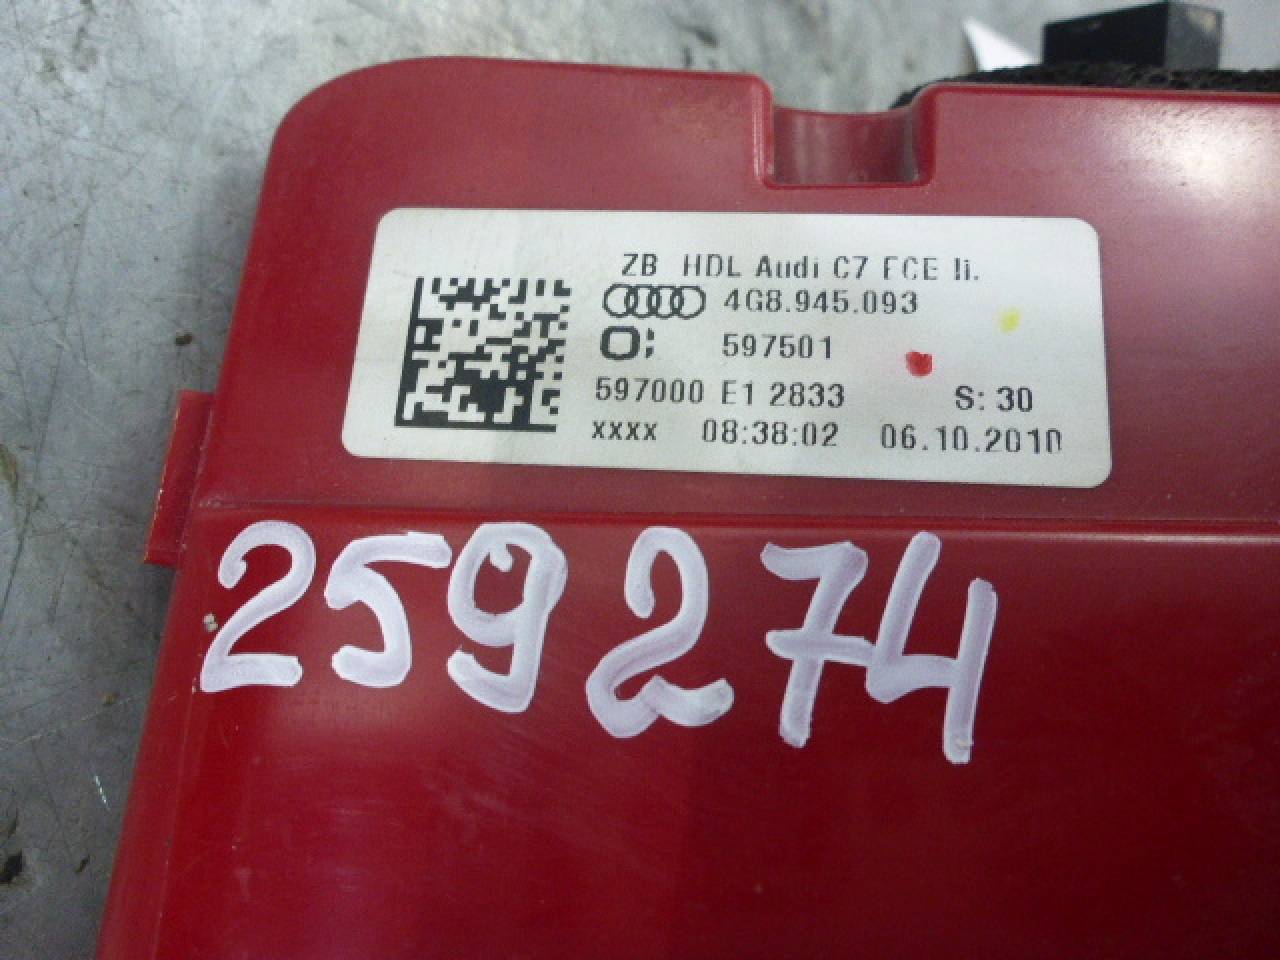 ZB HDL Audi C7 FCE li.
4G8.945.093
597501
597000 E1 2833 S: 30
xxxx 08:38:02 06.10.2010
259274